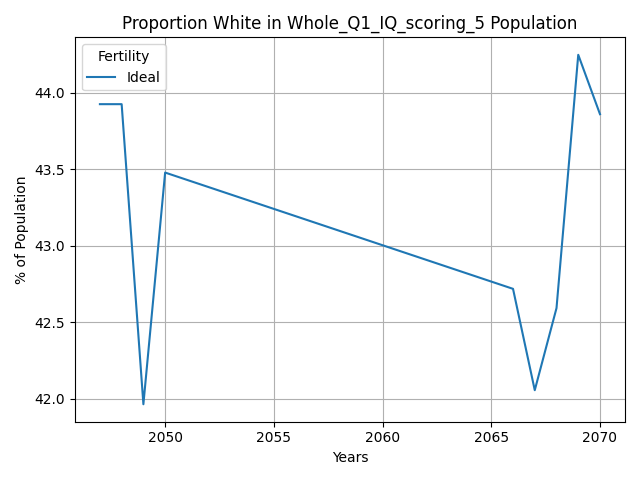 Proportion White in Whole_Q1_IQ_scoring_5 Population
Fertility
Ideal
44.0
43.5
43.0
42.5
42.0
% of Population
2050 2055 2060 2065 2070
Years